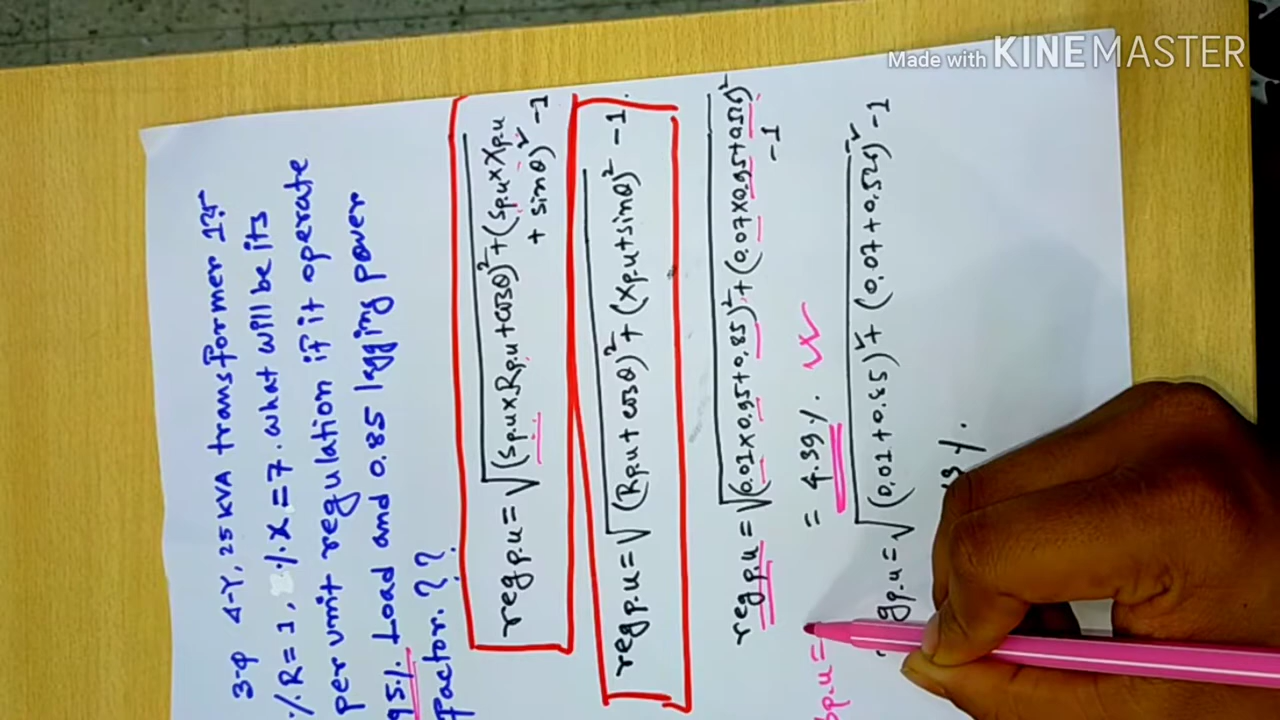 Made with KINEMASTER
3-φ Y-Y, 25 KVA transformer
%R = 1, %X = 7. what will be its
per unit regulation if it operate
95% Load and 0.85 lagging power
Factor.??
reg p.u = √(Sp.u x Rp.u + cosθ)² + (Sp.u x Xp.u
+ sinθ)² -1
reg p.u = √(Rp.u + cosθ)² + (Xp.u + sinθ)² -1.
reg p.u = √(0.01 x 0.95 + 0.85)² + (0.07 x 0.95 + 0.526)²
-1
= 4.39%.
Sp.u =
g p.u = √(0.01 + 0.85)² + (0.07 + 0.526)² -1
%.